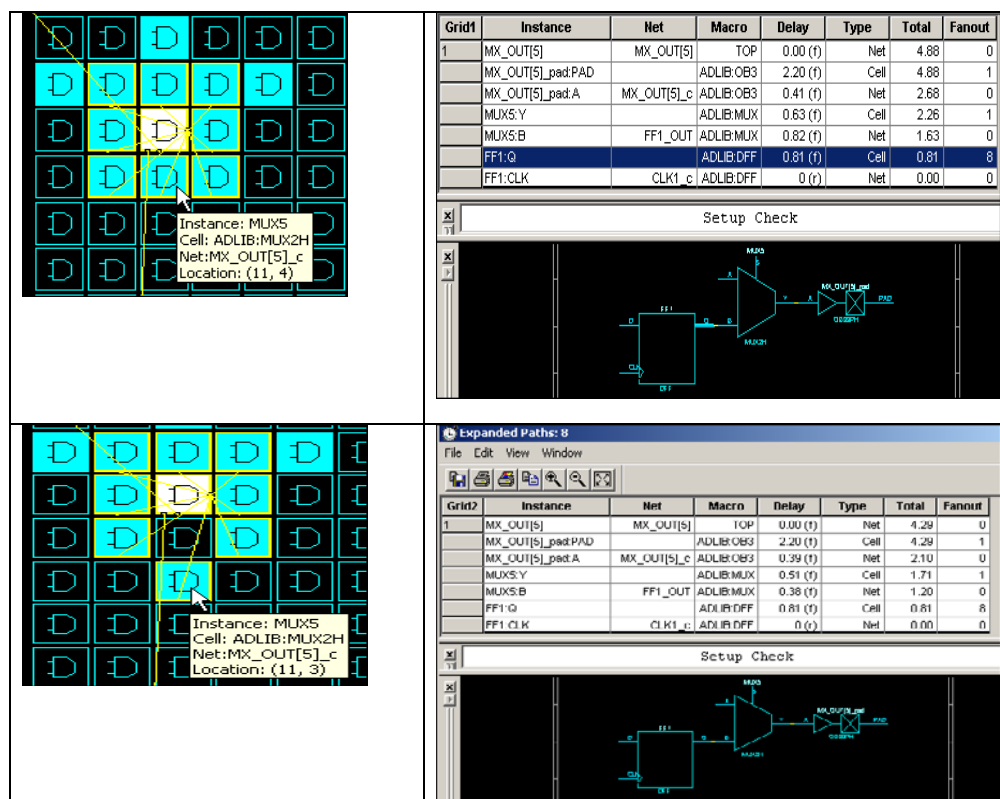 Instance: MUX5
Cell: ADLIB:MUX2H
Net:MX_OUT[5]_c
Location: (11, 4)
Grid1 Instance Net Macro Delay Type Total Fanout
1 MX_OUT[5] MX_OUT[5] TOP 0.00 (f) Net 4.88 0
MX_OUT[5]_pad:PAD ADLIB:OB3 2.20 (f) Cell 4.88 1
MX_OUT[5]_pad:A MX_OUT[5]_c ADLIB:OB3 0.41 (f) Net 2.68 0
MUX5:Y ADLIB:MUX 0.63 (f) Cell 2.26 1
MUX5:B FF1_OUT ADLIB:MUX 0.82 (f) Net 1.63 0
FF1:Q ADLIB:DFF 0.81 (f) Cell 0.81 8
FF1:CLK CLK1_c ADLIB:DFF 0 (r) Net 0.00 0
Setup Check
MUX5
A
MX_OUT[5]_pad
Y A PAD
FF1
D Q B
MUX2H
CLK
DFF
Instance: MUX5
Cell: ADLIB:MUX2H
Net:MX_OUT[5]_c
Location: (11, 3)
Expanded Paths: 8
File Edit View Window
Grid2 Instance Net Macro Delay Type Total Fanout
1 MX_OUT[5] MX_OUT[5] TOP 0.00 (f) Net 4.29 0
MX_OUT[5]_pad:PAD ADLIB:OB3 2.20 (f) Cell 4.29 1
MX_OUT[5]_pad:A MX_OUT[5]_c ADLIB:OB3 0.39 (f) Net 2.10 0
MUX5:Y ADLIB:MUX 0.51 (f) Cell 1.71 1
MUX5:B FF1_OUT ADLIB:MUX 0.38 (f) Net 1.20 0
FF1:Q ADLIB:DFF 0.81 (f) Cell 0.81 8
FF1:CLK CLK1_c ADLIB:DFF 0 (r) Net 0.00 0
Setup Check
MUX5
MX_OUT[5]_pad
PAD
FF1
MUX2H
CLK
DFF